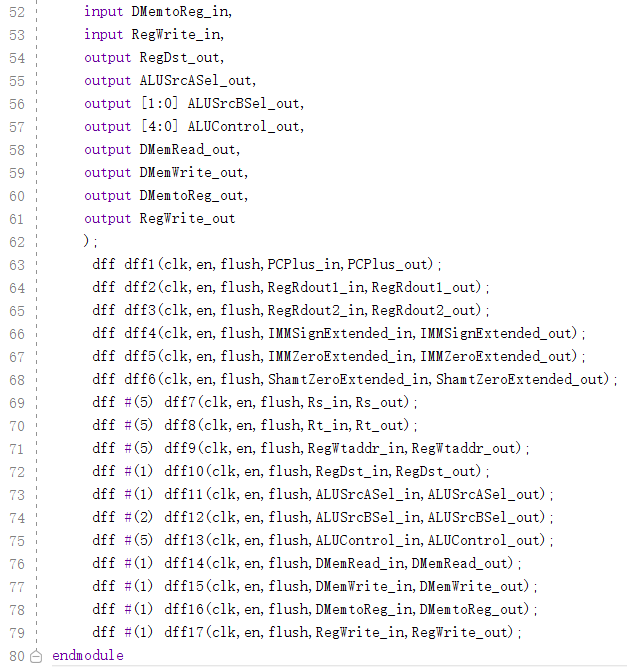 52 input DMemtoReg_in,
53 input RegWrite_in,
54 output RegDst_out,
55 output ALUSrcASel_out,
56 output [1:0] ALUSrcBSel_out,
57 output [4:0] ALUControl_out,
58 output DMemRead_out,
59 output DMemWrite_out,
60 output DMemtoReg_out,
61 output RegWrite_out
62 );
63 dff dff1(clk,en,flush,PCPlus_in,PCPlus_out);
64 dff dff2(clk,en,flush,RegRdout1_in,RegRdout1_out);
65 dff dff3(clk,en,flush,RegRdout2_in,RegRdout2_out);
66 dff dff4(clk,en,flush,IMMSignExtended_in,IMMSignExtended_out);
67 dff dff5(clk,en,flush,IMMZeroExtended_in,IMMZeroExtended_out);
68 dff dff6(clk,en,flush,ShamtZeroExtended_in,ShamtZeroExtended_out);
69 dff #(5) dff7(clk,en,flush,Rs_in,Rs_out);
70 dff #(5) dff8(clk,en,flush,Rt_in,Rt_out);
71 dff #(5) dff9(clk,en,flush,RegWtaddr_in,RegWtaddr_out);
72 dff #(1) dff10(clk,en,flush,RegDst_in,RegDst_out);
73 dff #(1) dff11(clk,en,flush,ALUSrcASel_in,ALUSrcASel_out);
74 dff #(2) dff12(clk,en,flush,ALUSrcBSel_in,ALUSrcBSel_out);
75 dff #(5) dff13(clk,en,flush,ALUControl_in,ALUControl_out);
76 dff #(1) dff14(clk,en,flush,DMemRead_in,DMemRead_out);
77 dff #(1) dff15(clk,en,flush,DMemWrite_in,DMemWrite_out);
78 dff #(1) dff16(clk,en,flush,DMemtoReg_in,DMemtoReg_out);
79 dff #(1) dff17(clk,en,flush,RegWrite_in,RegWrite_out);
80 endmodule